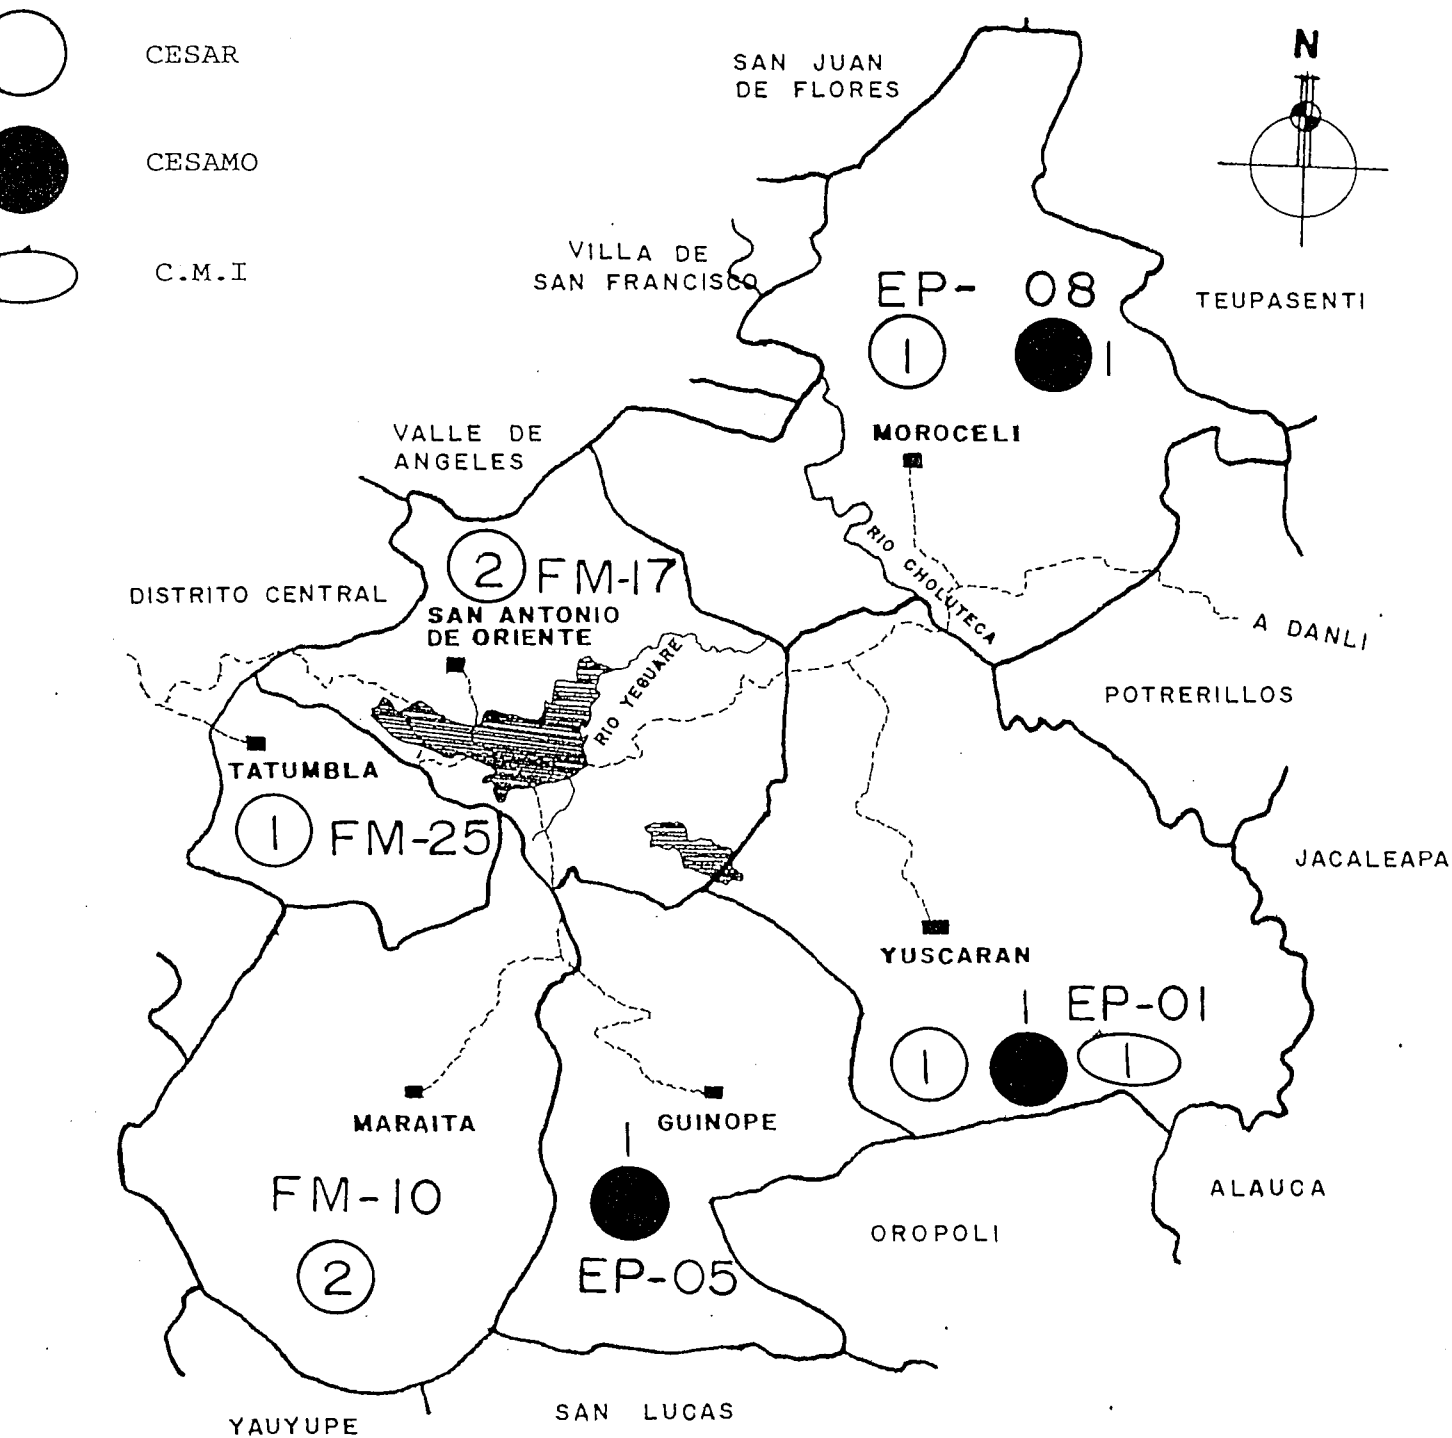 CESAR
CESAMO
C.M.I
N
SAN JUAN
DE FLORES
VILLA DE
SAN FRANCISCO
EP- 08
1 1
TEUPASENTI
MOROCELI
VALLE DE
ANGELES
RIO CHOLUTECA
2 FM-17
DISTRITO CENTRAL
SAN ANTONIO
DE ORIENTE
A DANLI
RIO YEGUARE
POTRERILLOS
TATUMBLA
1 FM-25
JACALEAPA
YUSCARAN
1 EP-01
1 1
MARAITA
GUINOPE
1
FM-10
ALAUCA
OROPOLI
2
EP-05
SAN LUCAS
YAUYUPE